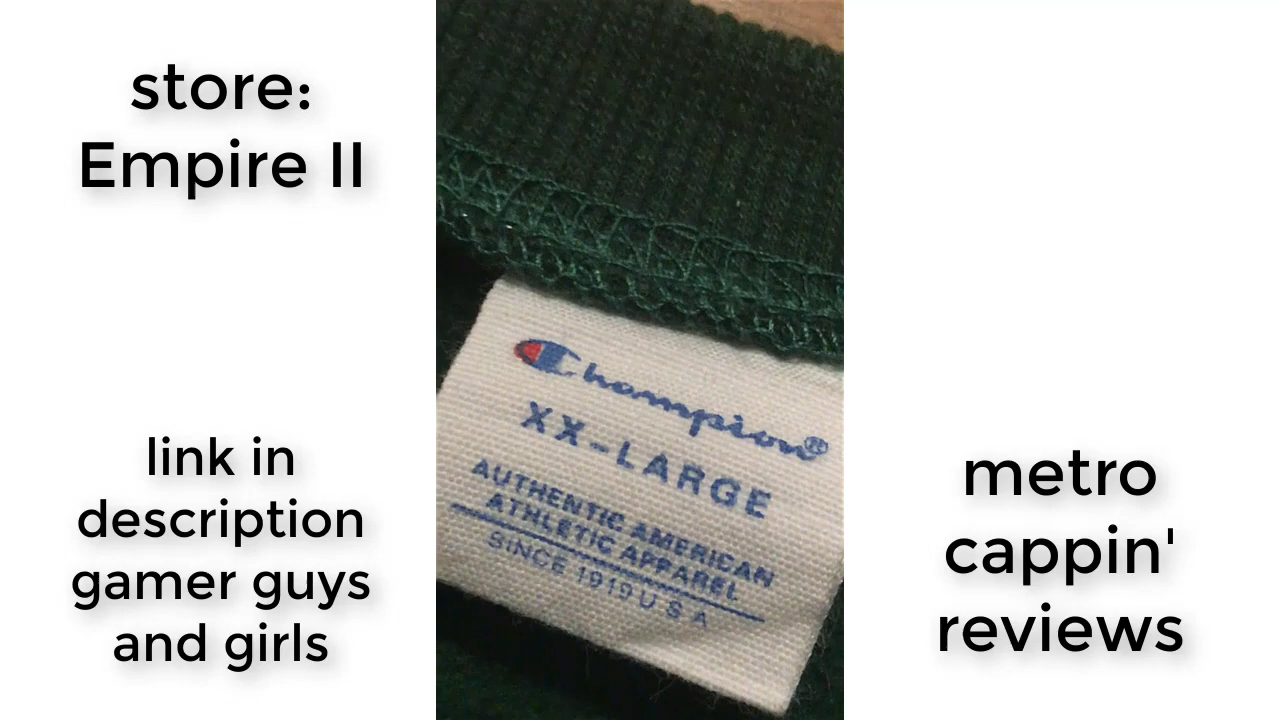 store:
Empire II
link in
description
gamer guys
and girls
Champion®
XX-LARGE
AUTHENTIC AMERICAN
ATHLETIC APPAREL
SINCE 1919 U S A
metro
cappin'
reviews